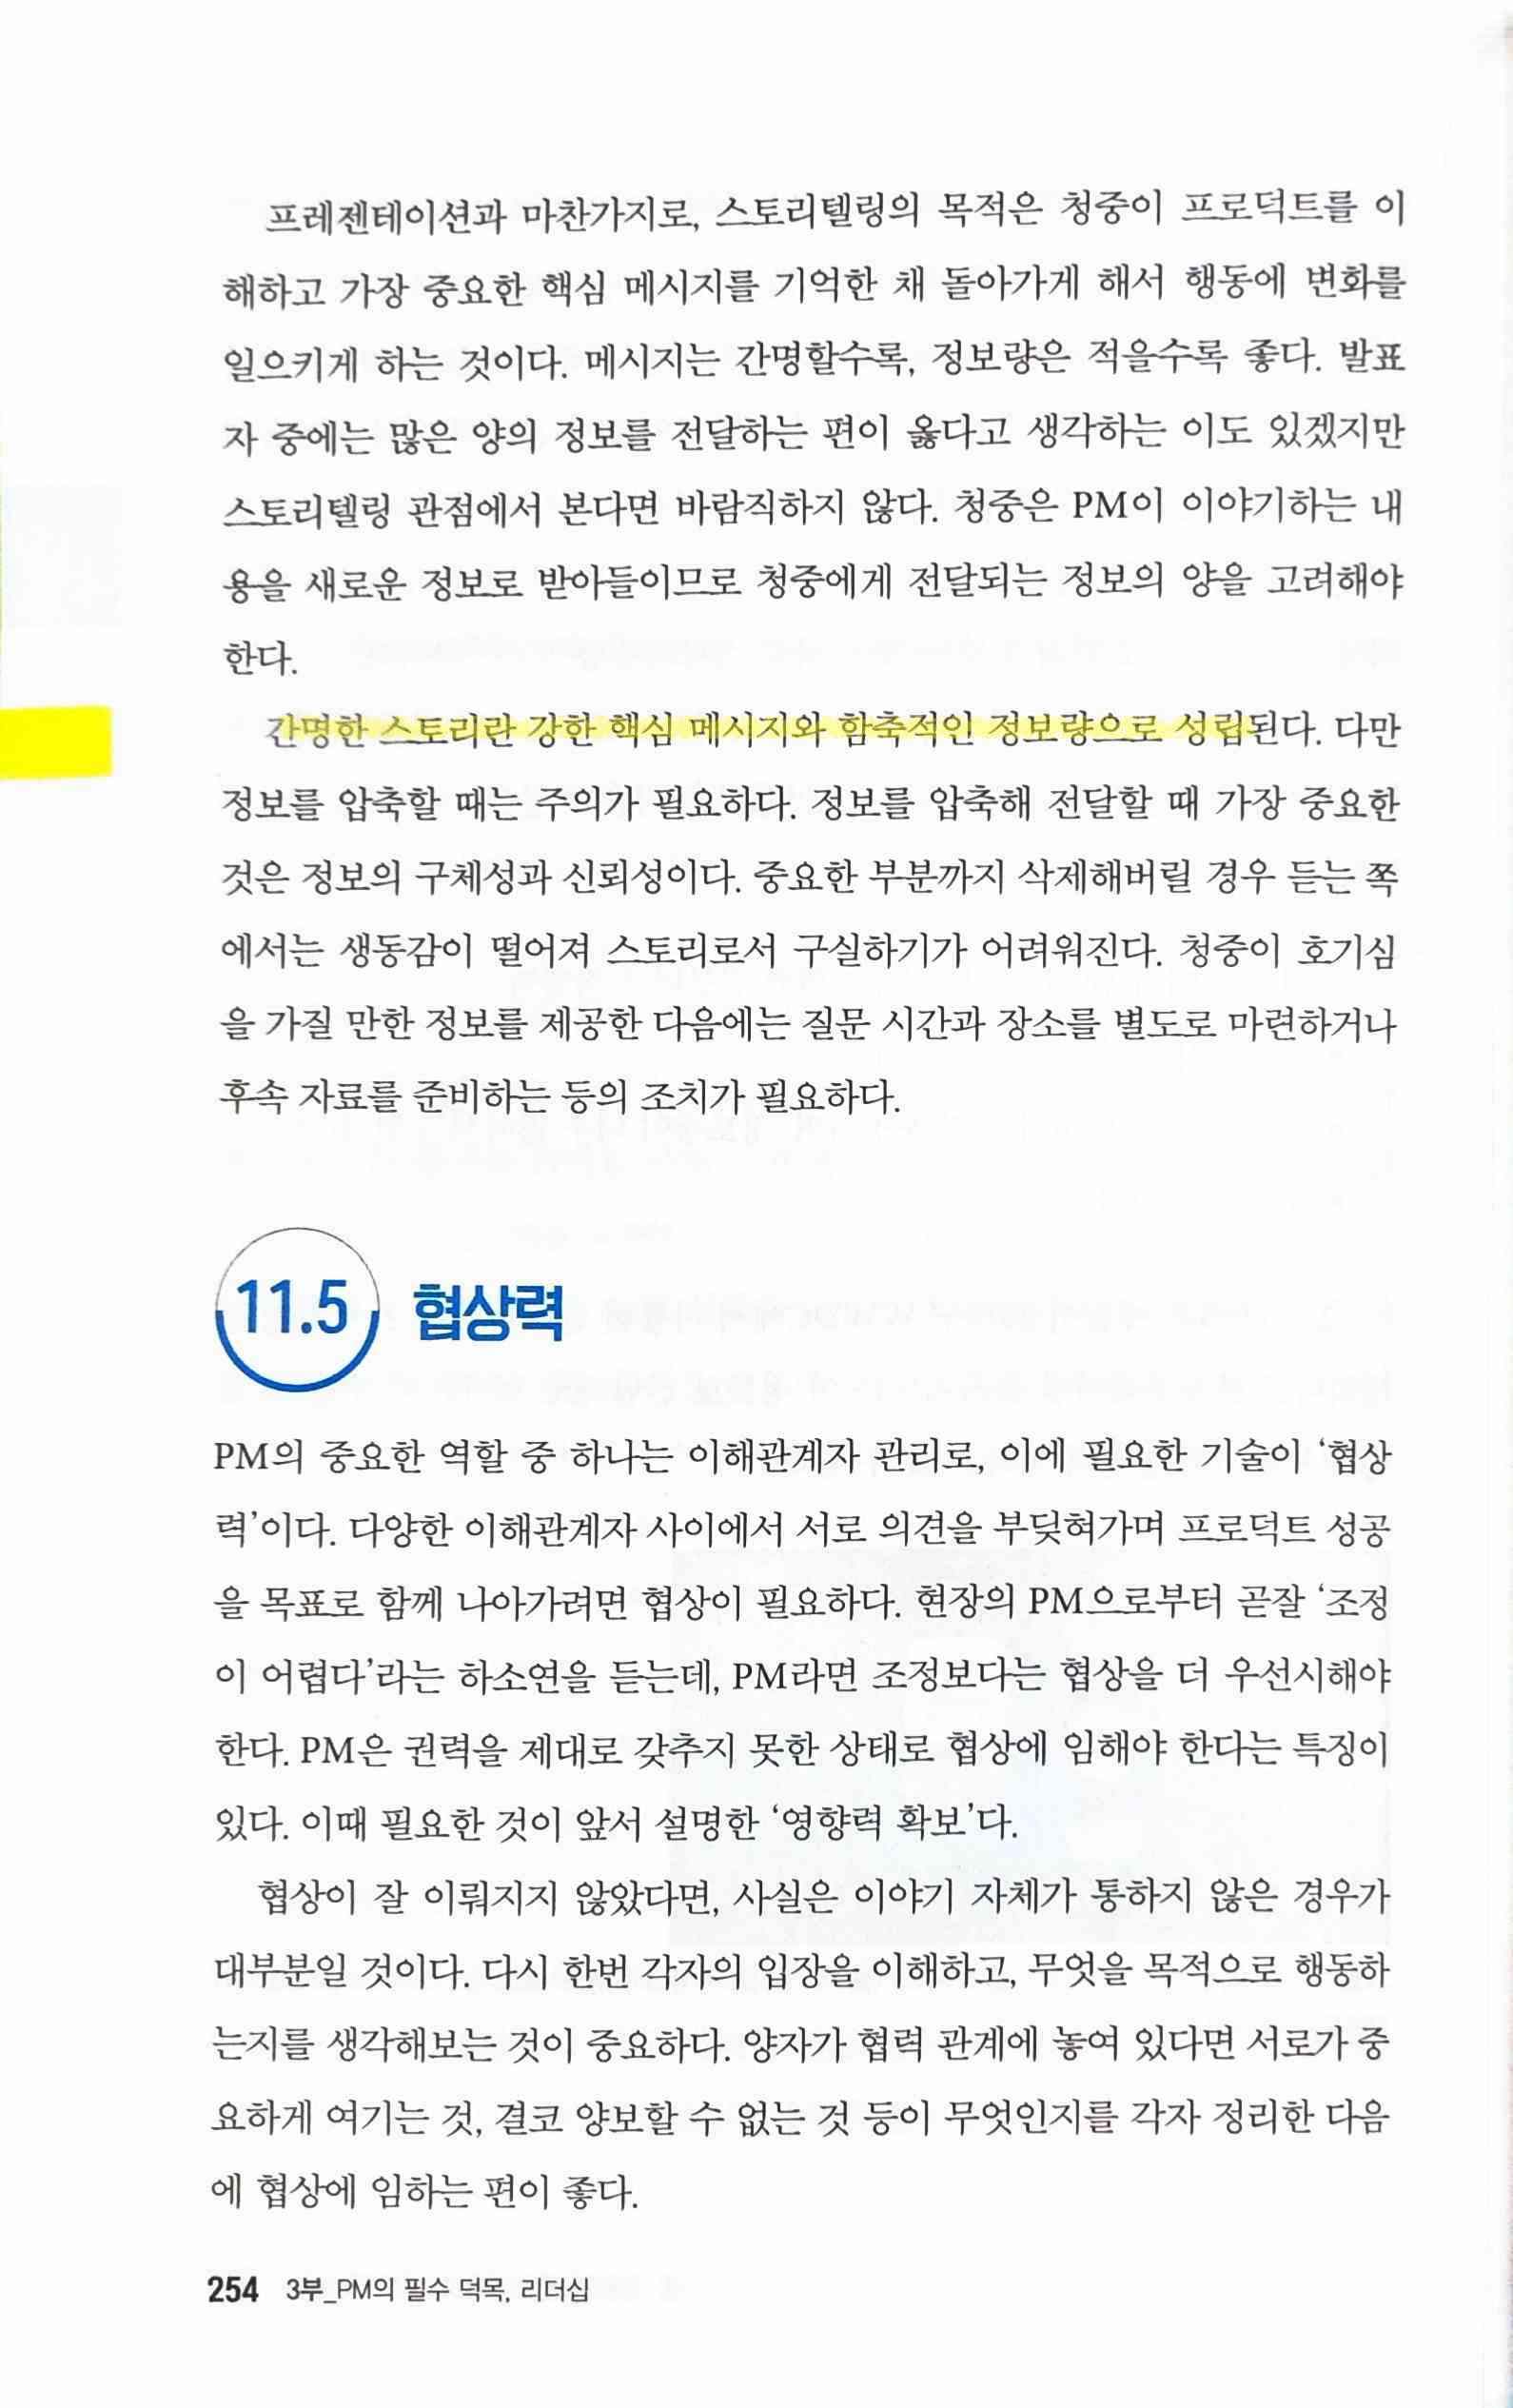 프레젠테이션과 마찬가지로, 스토리텔링의 목적은 청중이 프로덕트를 이
해하고 가장 중요한 핵심 메시지를 기억한 채 돌아가게 해서 행동에 변화를
일으키게 하는 것이다. 메시지는 간명할수록, 정보량은 적을수록 좋다. 발표
자 중에는 많은 양의 정보를 전달하는 편이 옳다고 생각하는 이도 있겠지만
스토리텔링 관점에서 본다면 바람직하지 않다. 청중은 PM이 이야기하는 내
용을 새로운 정보로 받아들이므로 청중에게 전달되는 정보의 양을 고려해야
한다.
간명한 스토리란 강한 핵심 메시지와 함축적인 정보량으로 성립된다. 다만
정보를 압축할 때는 주의가 필요하다. 정보를 압축해 전달할 때 가장 중요한
것은 정보의 구체성과 신뢰성이다. 중요한 부분까지 삭제해버릴 경우 듣는 쪽
에서는 생동감이 떨어져 스토리로서 구실하기가 어려워진다. 청중이 호기심
을 가질 만한 정보를 제공한 다음에는 질문 시간과 장소를 별도로 마련하거나
후속 자료를 준비하는 등의 조치가 필요하다.
11.5 협상력
PM의 중요한 역할 중 하나는 이해관계자 관리로, 이에 필요한 기술이 ‘협상
력’이다. 다양한 이해관계자 사이에서 서로 의견을 부딪혀가며 프로덕트 성공
을 목표로 함께 나아가려면 협상이 필요하다. 현장의 PM으로부터 곧잘 ‘조정
이 어렵다’라는 하소연을 듣는데, PM라면 조정보다는 협상을 더 우선시해야
한다. PM은 권력을 제대로 갖추지 못한 상태로 협상에 임해야 한다는 특징이
있다. 이때 필요한 것이 앞서 설명한 ‘영향력 확보’다.
협상이 잘 이뤄지지 않았다면, 사실은 이야기 자체가 통하지 않은 경우가
대부분일 것이다. 다시 한번 각자의 입장을 이해하고, 무엇을 목적으로 행동하
는지를 생각해보는 것이 중요하다. 양자가 협력 관계에 놓여 있다면 서로가 중
요하게 여기는 것, 결코 양보할 수 없는 것 등이 무엇인지를 각자 정리한 다음
에 협상에 임하는 편이 좋다.
254 3부_PM의 필수 덕목, 리더십